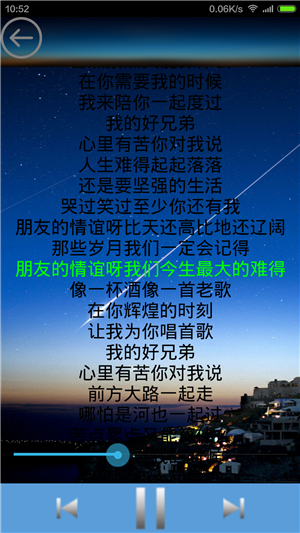 10:52
0.06K/s
在你需要我的时候
我来陪你一起度过
我的好兄弟
心里有苦你对我说
人生难得起起落落
还是要坚强的生活
哭过笑过至少你还有我
朋友的情谊呀比天还高比地还辽阔
那些岁月我们一定会记得
朋友的情谊呀我们今生最大的难得
像一杯酒像一首老歌
在你辉煌的时刻
让我为你唱首歌
我的好兄弟
心里有苦你对我说
前方大路一起走
哪怕是河也一起过